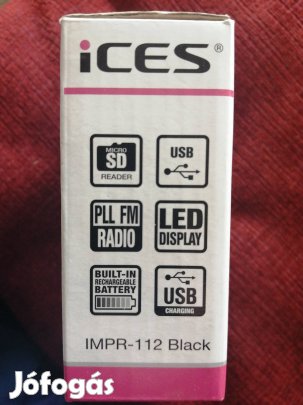 iCES®
MICRO
SD
READER
USB
PLL FM
RADIO
LED
DISPLAY
BUILT-IN
RECHARGEABLE
BATTERY
USB
CHARGING
IMPR-112 Black
Jófogás